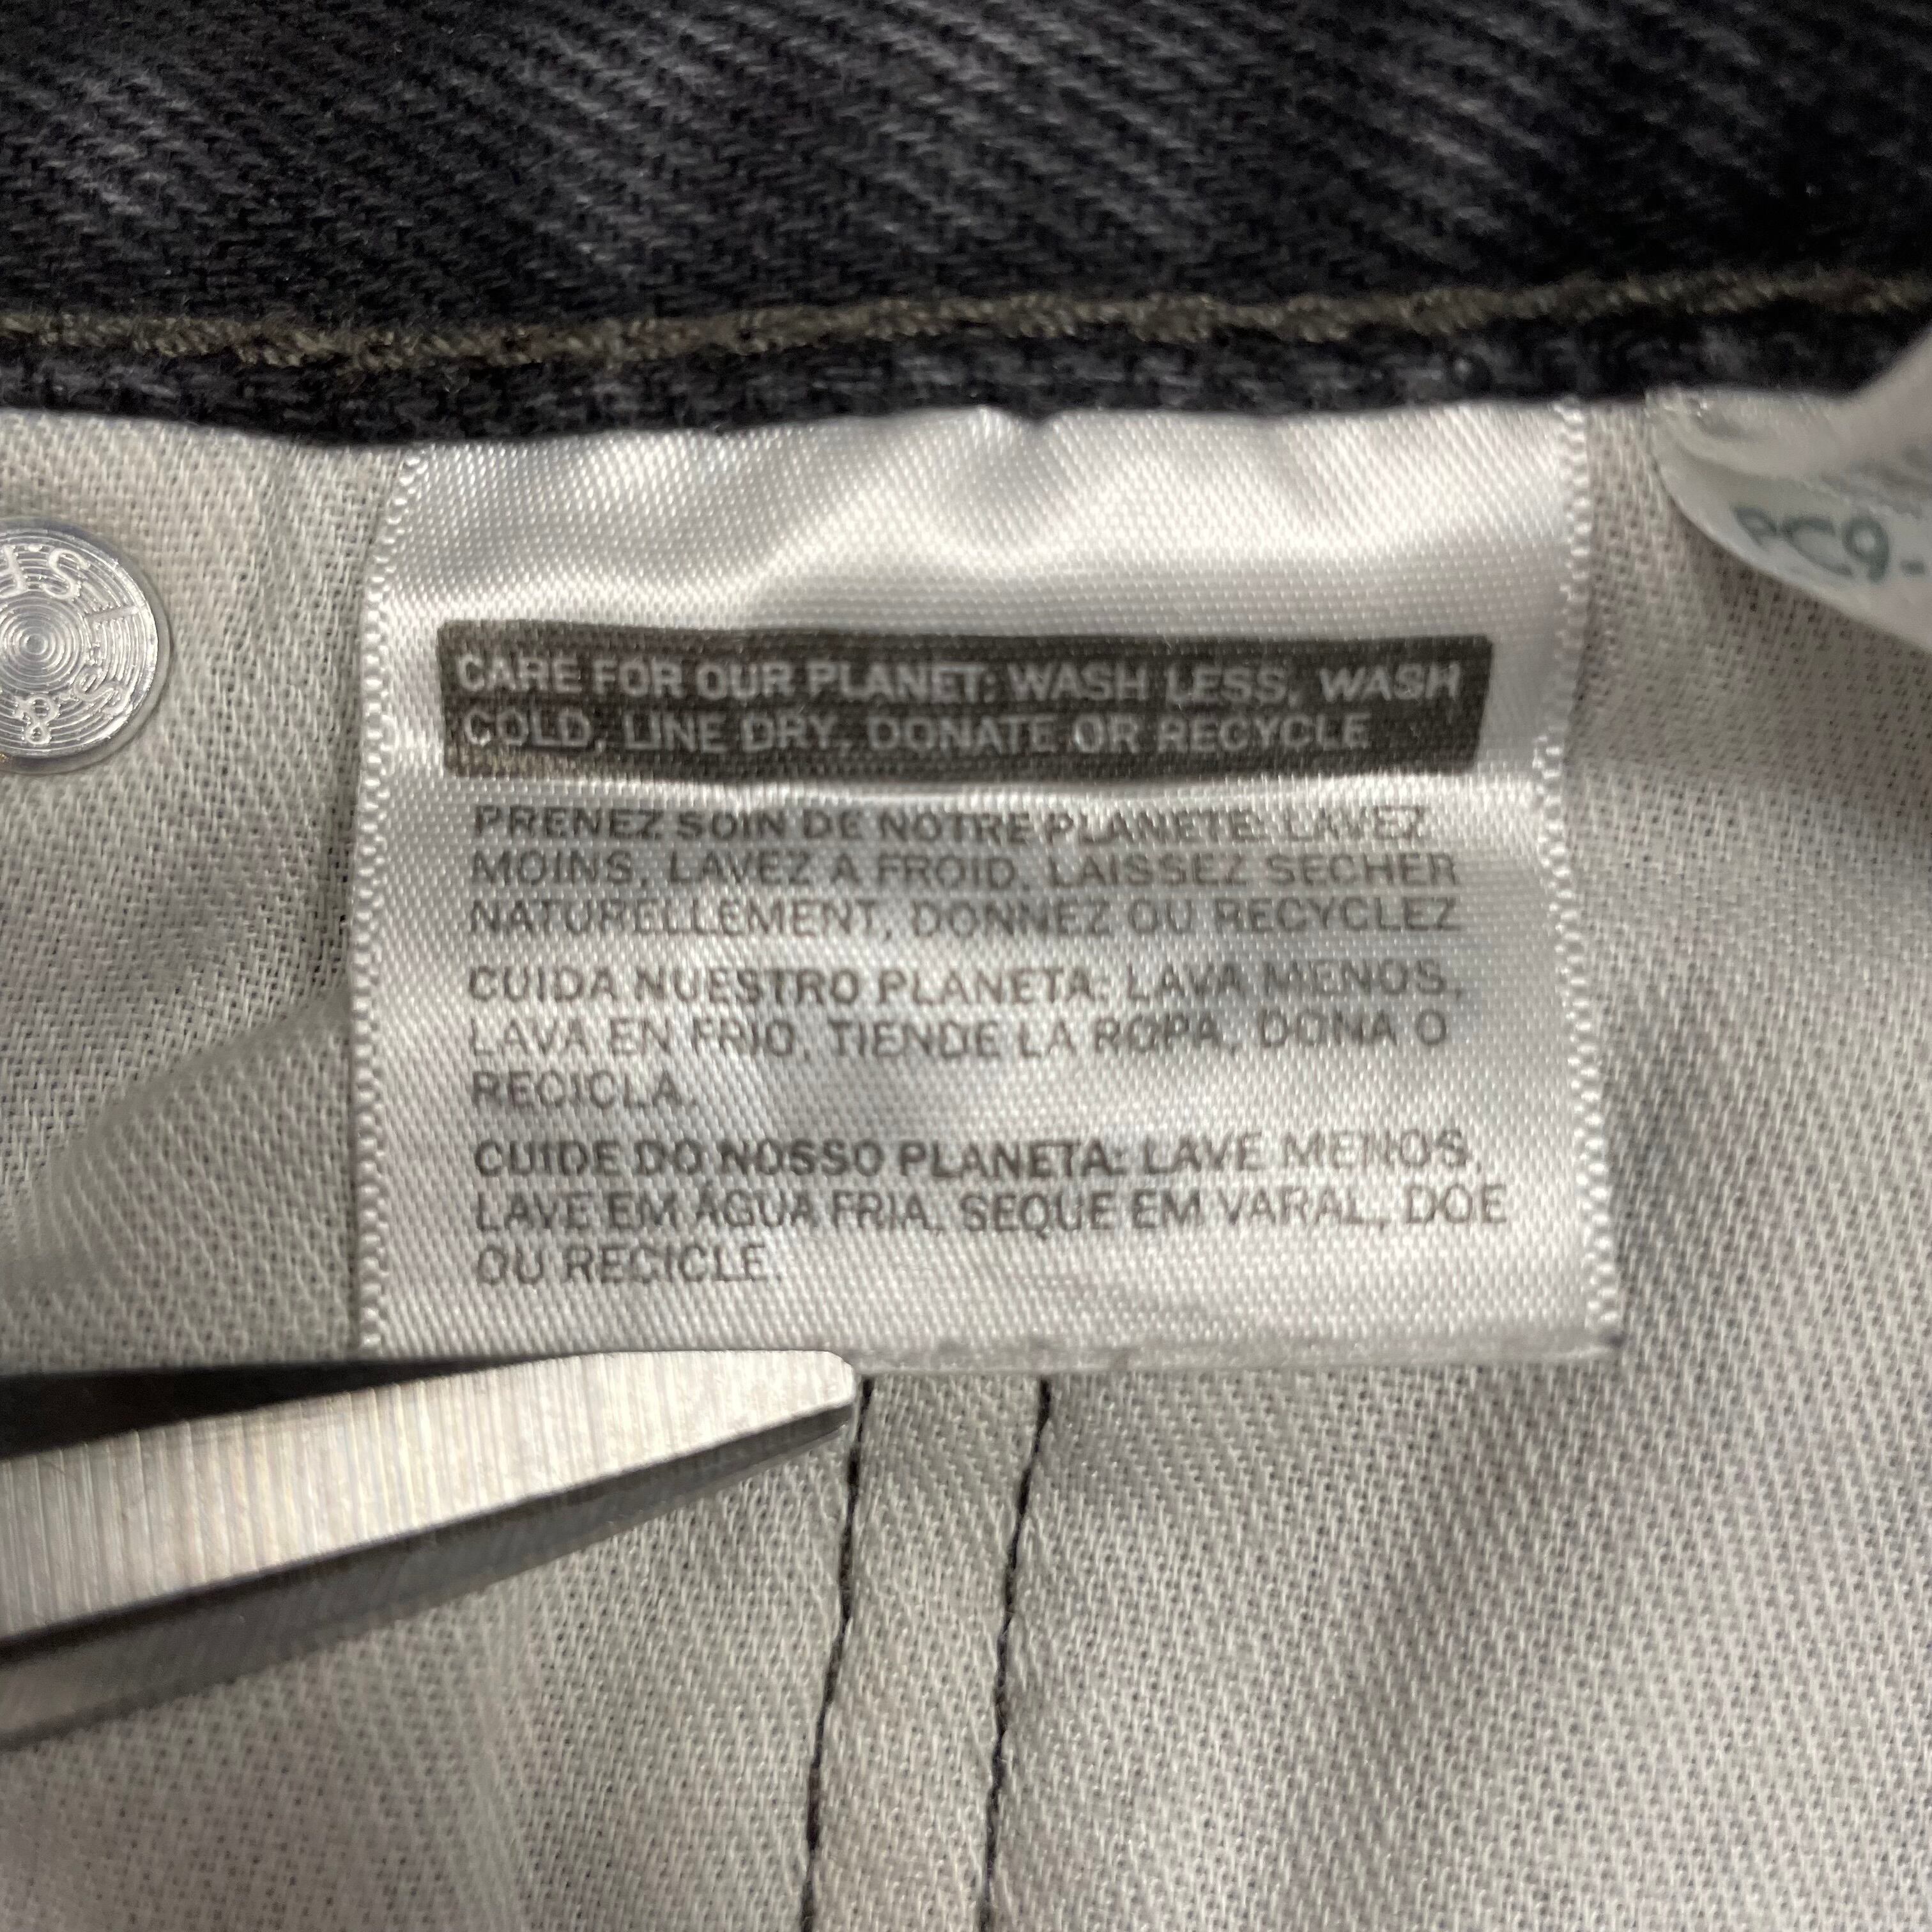 CARE FOR OUR PLANET: WASH LESS, WASH
COLD, LINE DRY, DONATE OR RECYCLE
PRENEZ SOIN DE NOTRE PLANETE: LAVEZ
MOINS, LAVEZ A FROID, LAISSEZ SECHER
NATURELLEMENT, DONNEZ OU RECYCLEZ
CUIDA NUESTRO PLANETA: LAVA MENOS,
LAVA EN FRIO, TIENDE LA ROPA, DONA O
RECICLA.
CUIDE DO NOSSO PLANETA: LAVE MENOS,
LAVE EM ÁGUA FRIA, SEQUE EM VARAL, DOE
OU RECICLE.
PC9-